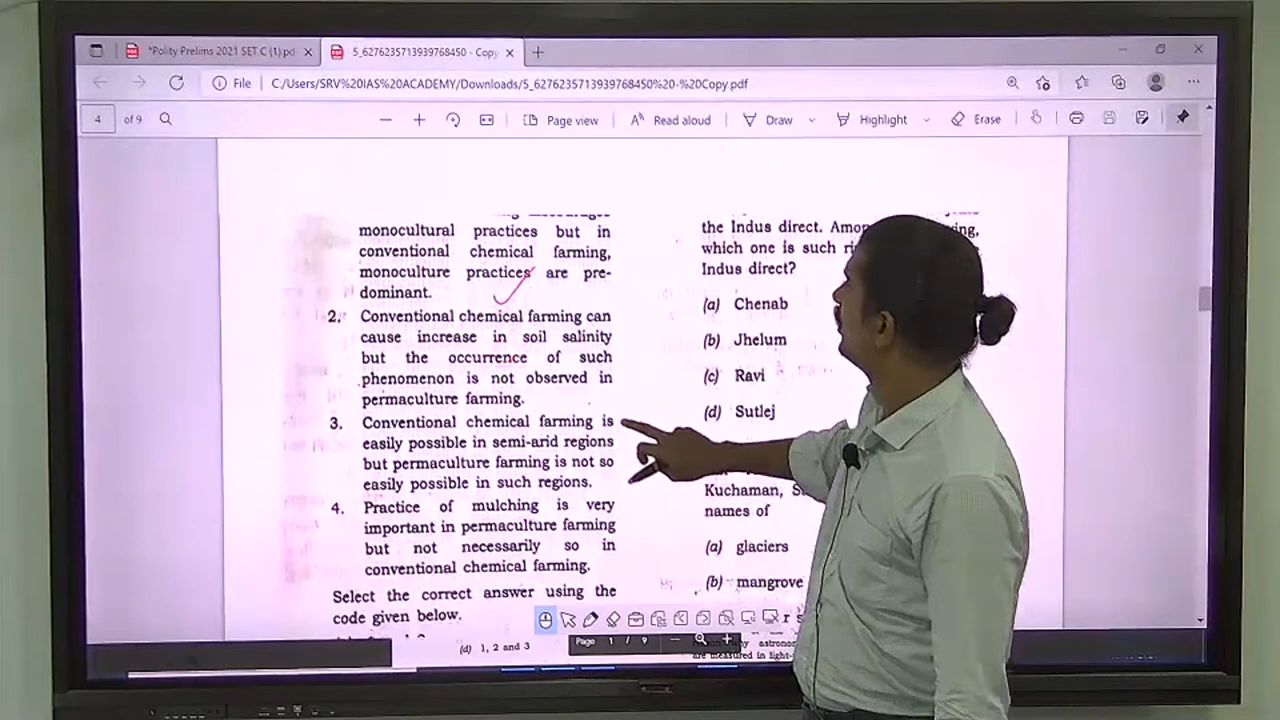 *Polity Prelims 2021 SET C (1).pd
5_6276235713939768450 - Copy
File
C:/Users/SRV%20IAS%20ACADEMY/Downloads/5_6276235713939768450%20-%20Copy.pdf
4 of 9
Page view
Read aloud
Draw
Highlight
Erase
monocultural practices but in
conventional chemical farming,
monoculture practices are pre-
dominant.
2. Conventional chemical farming can
cause increase in soil salinity
but the occurrence of such
phenomenon is not observed in
permaculture farming.
3. Conventional chemical farming is
easily possible in semi-arid regions
but permaculture farming is not so
easily possible in such regions.
4. Practice of mulching is very
important in permaculture farming
but not necessarily so in
conventional chemical farming.
Select the correct answer using the
code given below.
(d) 1, 2 and 3
Page 1 / 9
the Indus direct.
which one is such
Indus direct?
(a) Chenab
(b) Jhelum
(c) Ravi
(d) Sutlej
Kuchaman,
names of
(a) glaciers
(b) mangrove
are measured in light-